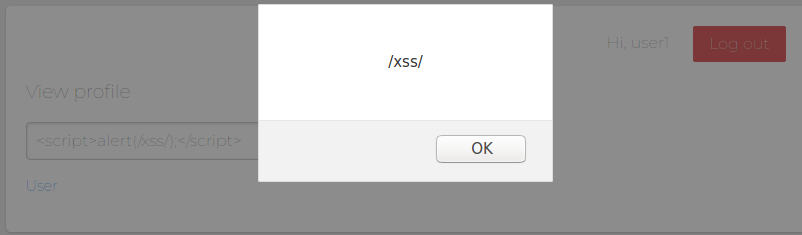 /xss/
OK
Hi, user1
Log out
View profile
<script>alert(/xss/);</script>
User